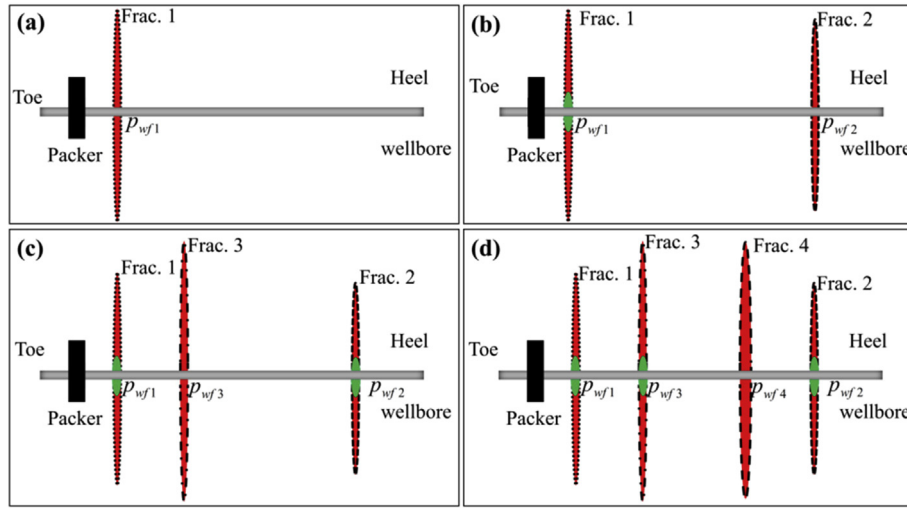 (a)
Frac. 1
Toe
Heel
p_wf1
Packer
wellbore
(b)
Frac. 1
Frac. 2
Toe
Heel
p_wf1
p_wf2
Packer
wellbore
(c)
Frac. 3
Frac. 1
Frac. 2
Toe
Heel
p_wf1
p_wf3
p_wf2
Packer
wellbore
(d)
Frac. 3
Frac. 4
Frac. 1
Frac. 2
Toe
Heel
p_wf1
p_wf3
p_wf4
p_wf2
Packer
wellbore